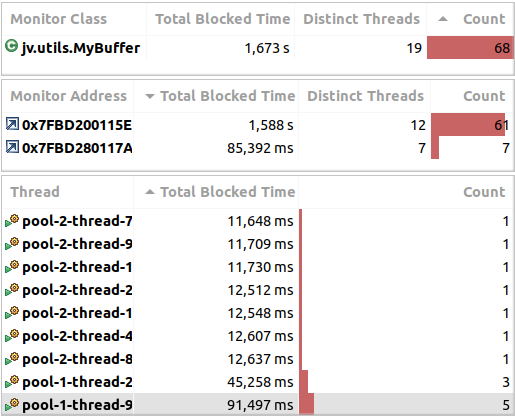 Monitor Class Total Blocked Time Distinct Threads Count
jv.utils.MyBuffer 1,673 s 19 68
Monitor Address Total Blocked Time Distinct Threads Count
0x7FBD200115E 1,588 s 12 61
0x7FBD280117A 85,392 ms 7 7
Thread Total Blocked Time Count
pool-2-thread-7 11,648 ms 1
pool-2-thread-9 11,709 ms 1
pool-2-thread-1 11,730 ms 1
pool-2-thread-2 12,512 ms 1
pool-2-thread-1 12,548 ms 1
pool-2-thread-4 12,607 ms 1
pool-2-thread-8 12,637 ms 1
pool-1-thread-2 45,258 ms 3
pool-1-thread-9 91,497 ms 5